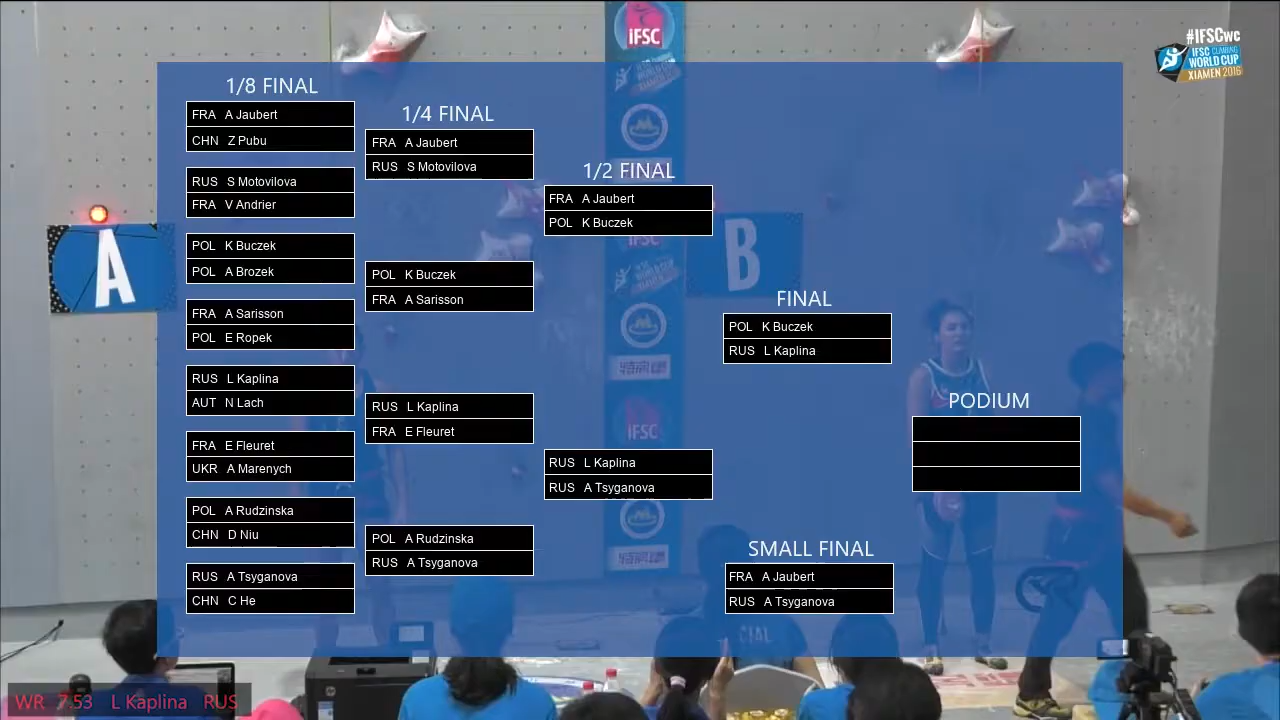 #IFSCwc
IFSC CLIMBING
WORLD CUP
XIAMEN 2016
IFSC
1/8 FINAL
FRA A Jaubert
CHN Z Pubu
RUS S Motovilova
FRA V Andrier
POL K Buczek
POL A Brozek
FRA A Sarisson
POL E Ropek
RUS L Kaplina
AUT N Lach
FRA E Fleuret
UKR A Marenych
POL A Rudzinska
CHN D Niu
RUS A Tsyganova
CHN C He
1/4 FINAL
FRA A Jaubert
RUS S Motovilova
POL K Buczek
FRA A Sarisson
RUS L Kaplina
FRA E Fleuret
POL A Rudzinska
RUS A Tsyganova
1/2 FINAL
FRA A Jaubert
POL K Buczek
RUS L Kaplina
RUS A Tsyganova
FINAL
POL K Buczek
RUS L Kaplina
SMALL FINAL
FRA A Jaubert
RUS A Tsyganova
PODIUM
A
B
IFSC
IFSC
WR 7.53 L Kaplina RUS